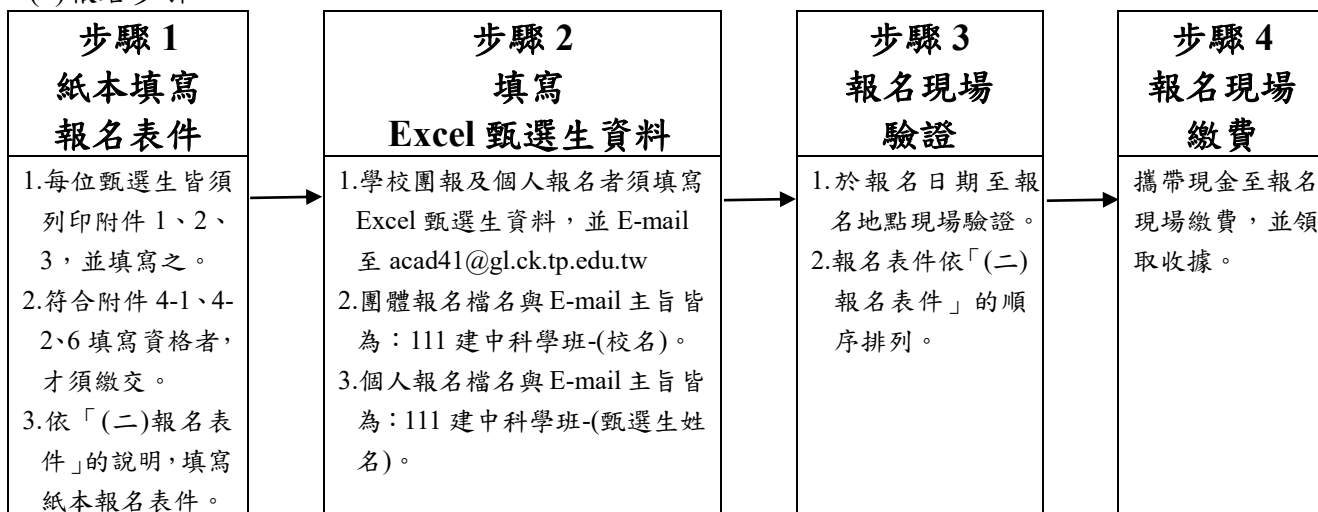 步驟 1
紙本填寫
報名表件
1.每位甄選生皆須
列印附件 1、2、
3，並填寫之。
2.符合附件 4-1、4-
2、6 填寫資格者，
才須繳交。
3.依「(二)報名表
件」的說明，填寫
紙本報名表件。
步驟 2
填寫
Excel 甄選生資料
1.學校團報及個人報名者須填寫
Excel 甄選生資料，並 E-mail
至 acad41@gl.ck.tp.edu.tw
2.團體報名檔名與 E-mail 主旨皆
為：111 建中科學班-(校名)。
3.個人報名檔名與 E-mail 主旨皆
為：111 建中科學班-(甄選生姓
名)。
步驟 3
報名現場
驗證
1.於報名日期至報
名地點現場驗證。
2.報名表件依「(二)
報名表件」的順
序排列。
步驟 4
報名現場
繳費
攜帶現金至報名
現場繳費，並領
取收據。